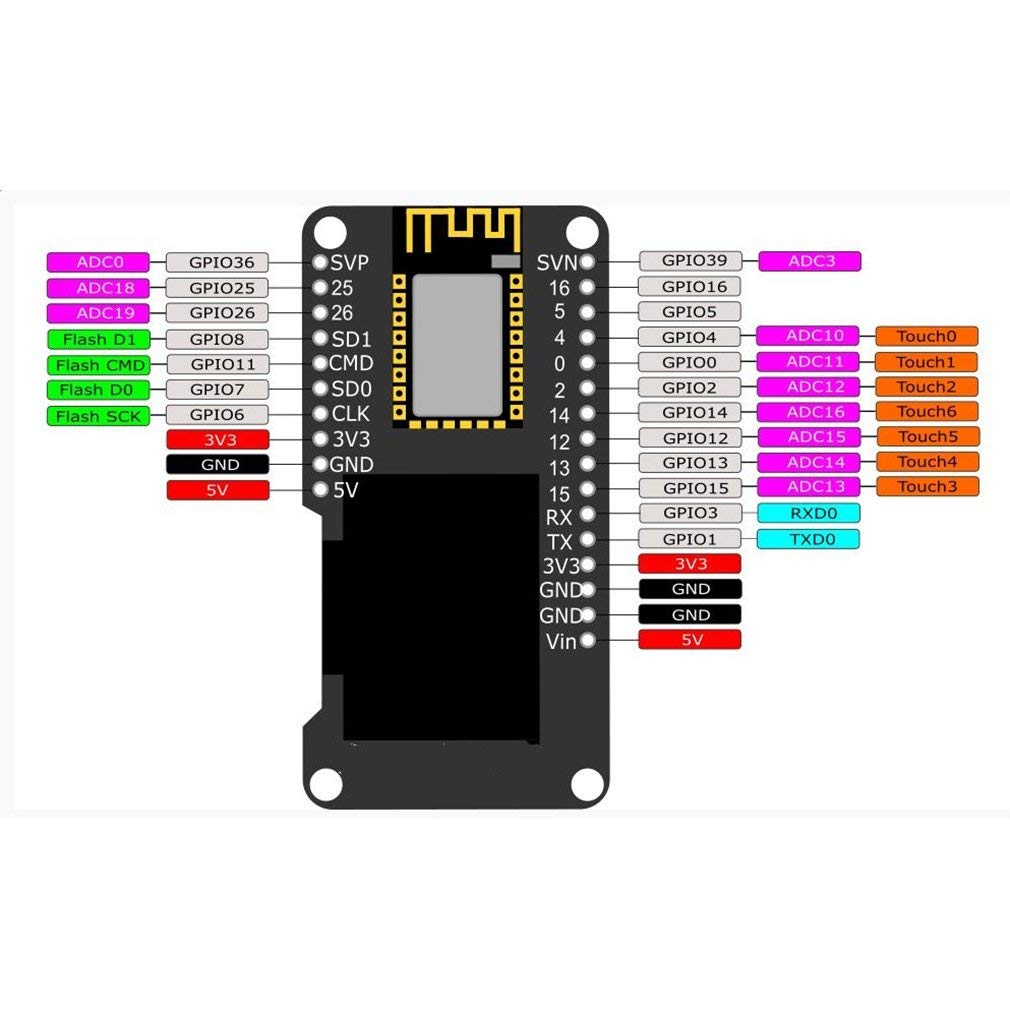 ADC0 GPIO36 SVP SVN GPIO39 ADC3
ADC18 GPIO25 25 16 GPIO16
ADC19 GPIO26 26 5 GPIO5
Flash D1 GPIO8 SD1 4 GPIO4 ADC10 Touch0
Flash CMD GPIO11 CMD 0 GPIO0 ADC11 Touch1
Flash D0 GPIO7 SD0 2 GPIO2 ADC12 Touch2
Flash SCK GPIO6 CLK 14 GPIO14 ADC16 Touch6
3V3 3V3 12 GPIO12 ADC15 Touch5
GND GND 13 GPIO13 ADC14 Touch4
5V 5V 15 GPIO15 ADC13 Touch3
RX GPIO3 RXD0
TX GPIO1 TXD0
3V3 3V3
GND GND
GND GND
Vin 5V